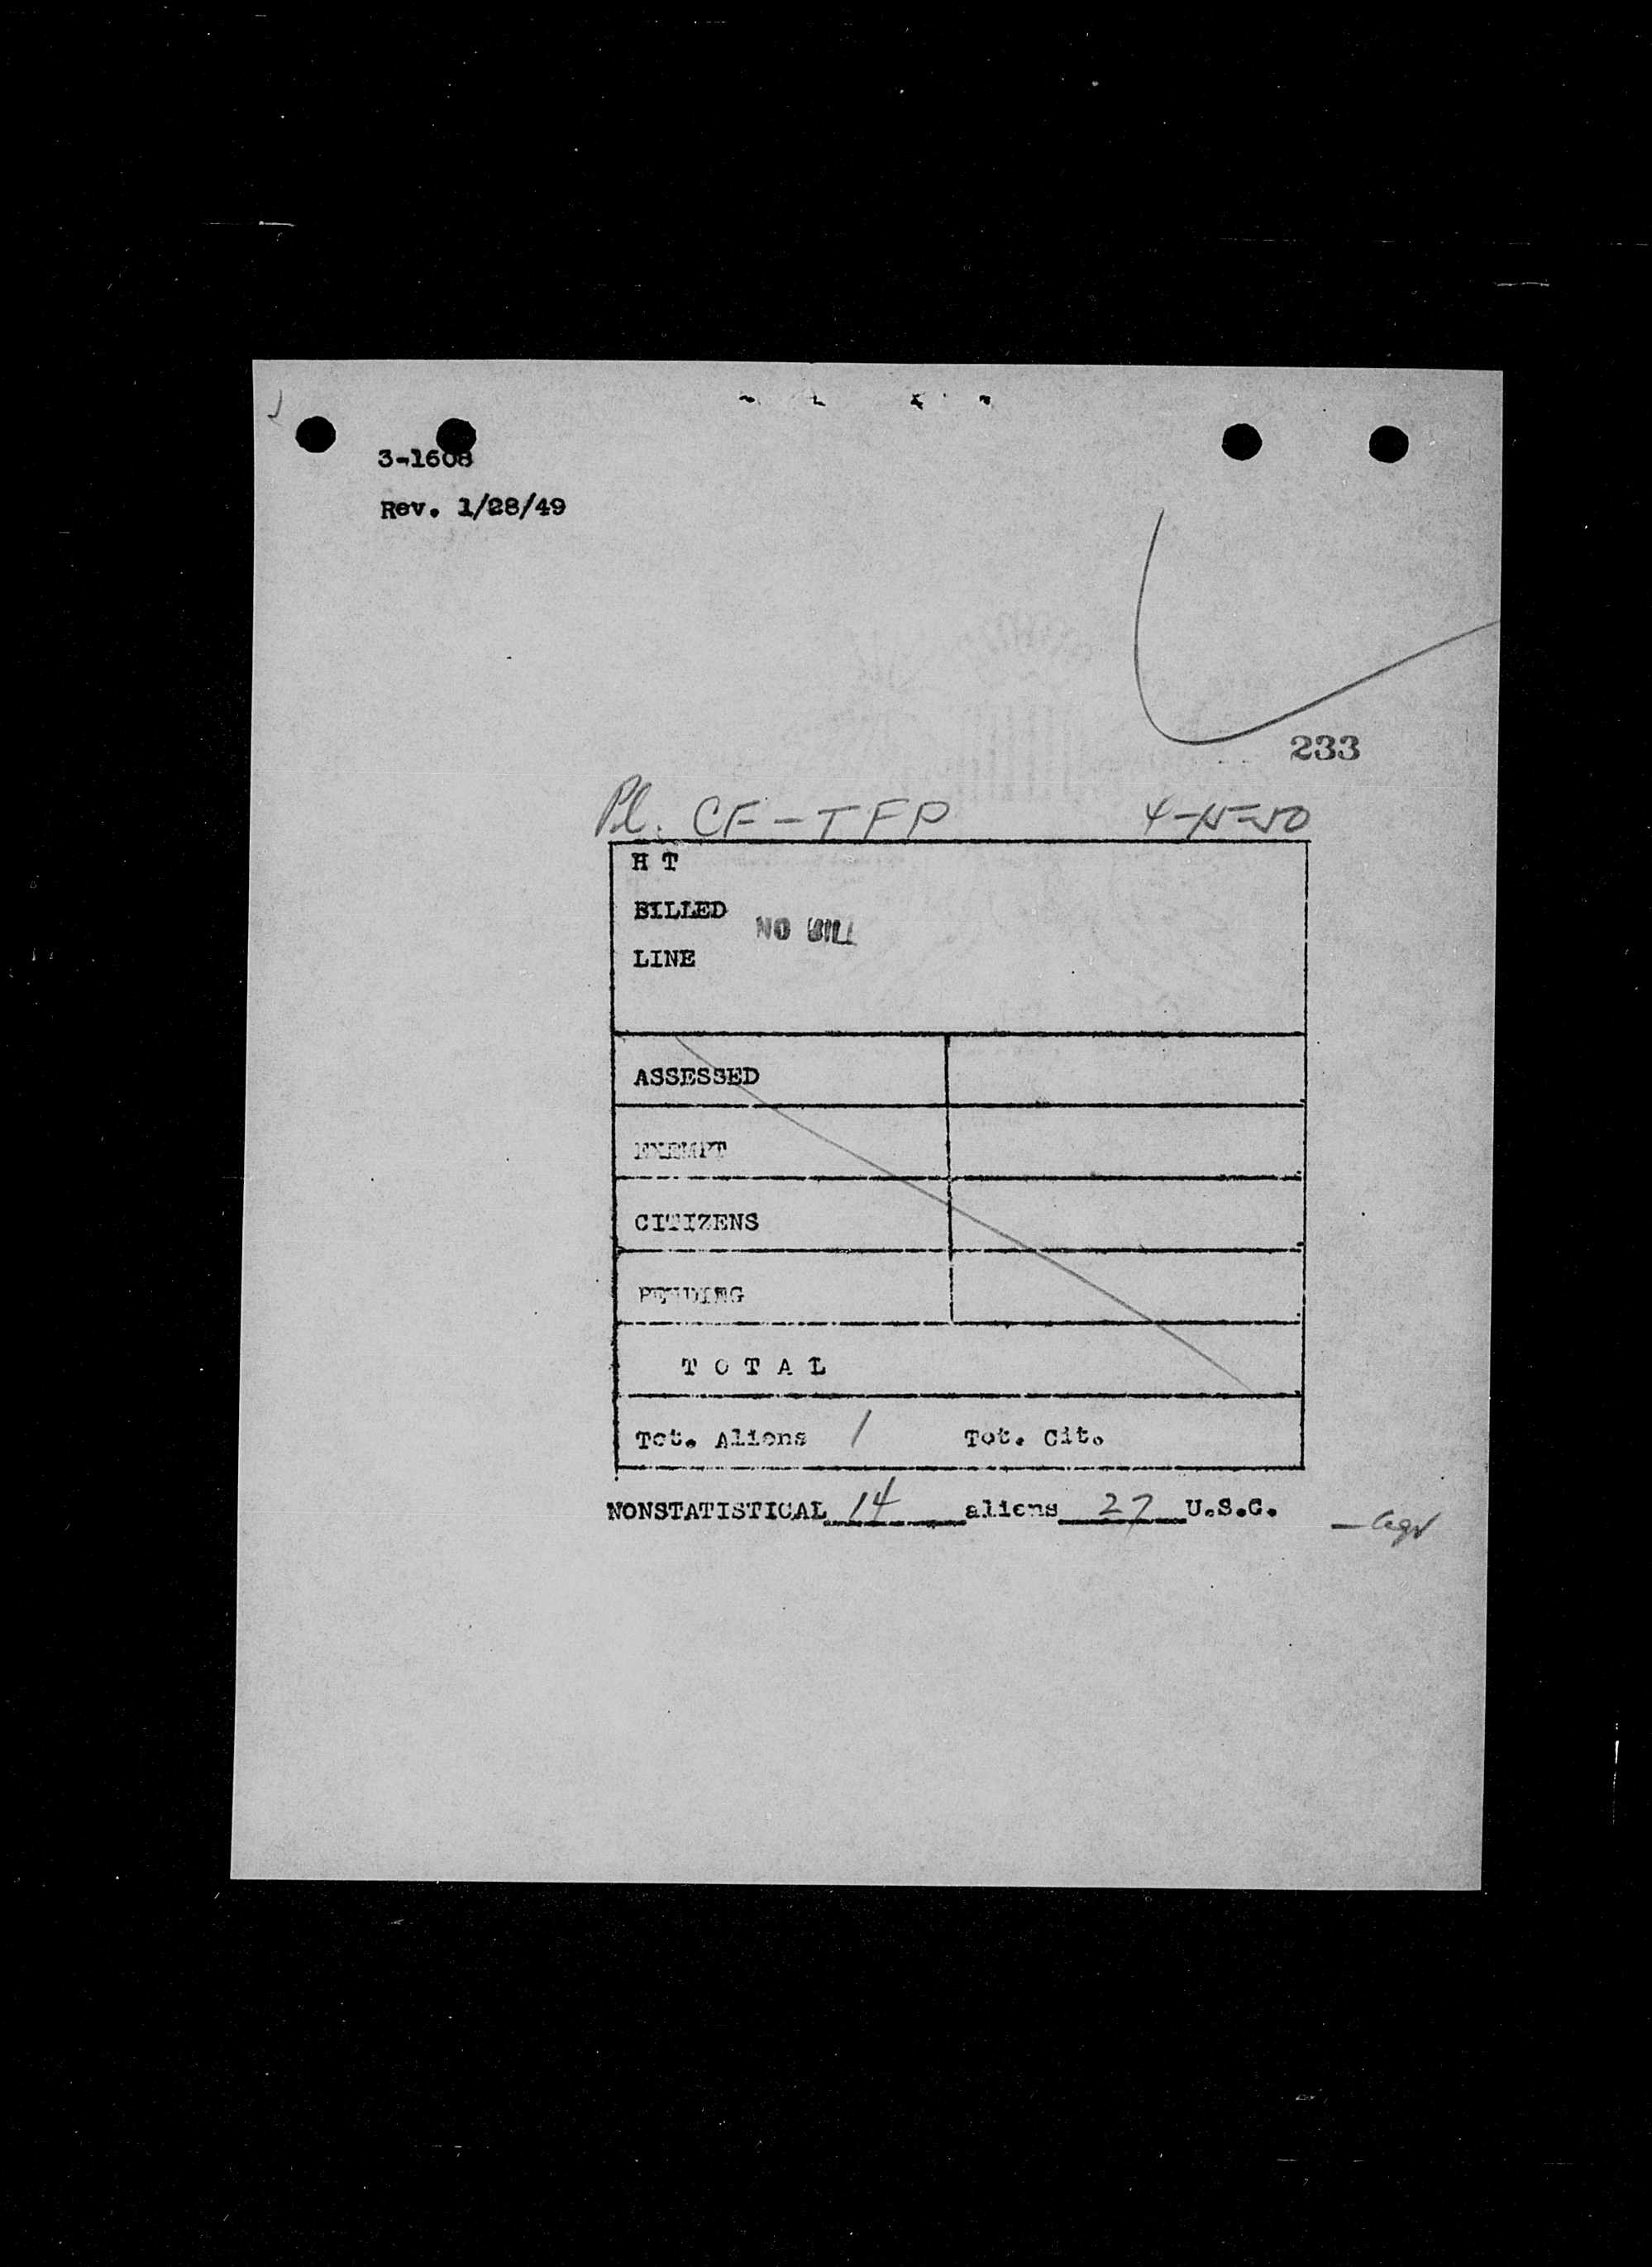 3-1608
Rev. 1/28/49
233
Pl. CF-TFP 4-15-50
H T
BILLED
NO BILL
LINE
ASSESSED
EXEMPT
CITIZENS
PENDING
T O T A L
Tot. Aliens 1 Tot. Cit.
NONSTATISTICAL 14 aliens 27 U.S.C.